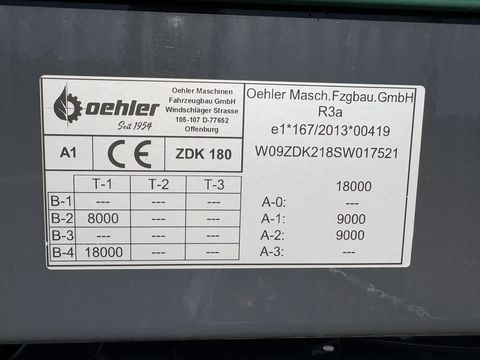 oehler
Seit 1954
Oehler Maschinen
Fahrzeugbau GmbH
Windschläger Strasse
105-107 D-77652
Offenburg
A1 CE ZDK 180
T-1 T-2 T-3
B-1 --- --- ---
B-2 8000 --- ---
B-3 --- --- ---
B-4 18000 --- ---
Oehler Masch.Fzgbau.GmbH
R3a
e1*167/2013*00419
W09ZDK218SW017521
18000
A-0: ---
A-1: 9000
A-2: 9000
A-3: ---